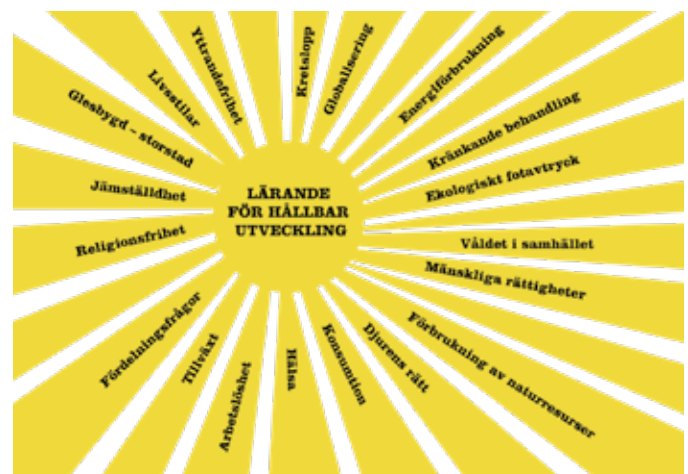 LÄRANDE
FÖR HÅLLBAR
UTVECKLING
Kretslopp
Globalisering
Energiförbrukning
Kränkande behandling
Ekologiskt fotavtryck
Våldet i samhället
Mänskliga rättigheter
Förbrukning av naturresurser
Djurens rätt
Konsumtion
Hälsa
Arbetslöshet
Tillväxt
Fördelningsfrågor
Religionsfrihet
Jämställdhet
Glesbygd – storstad
Livsstilar
Yttrandefrihet